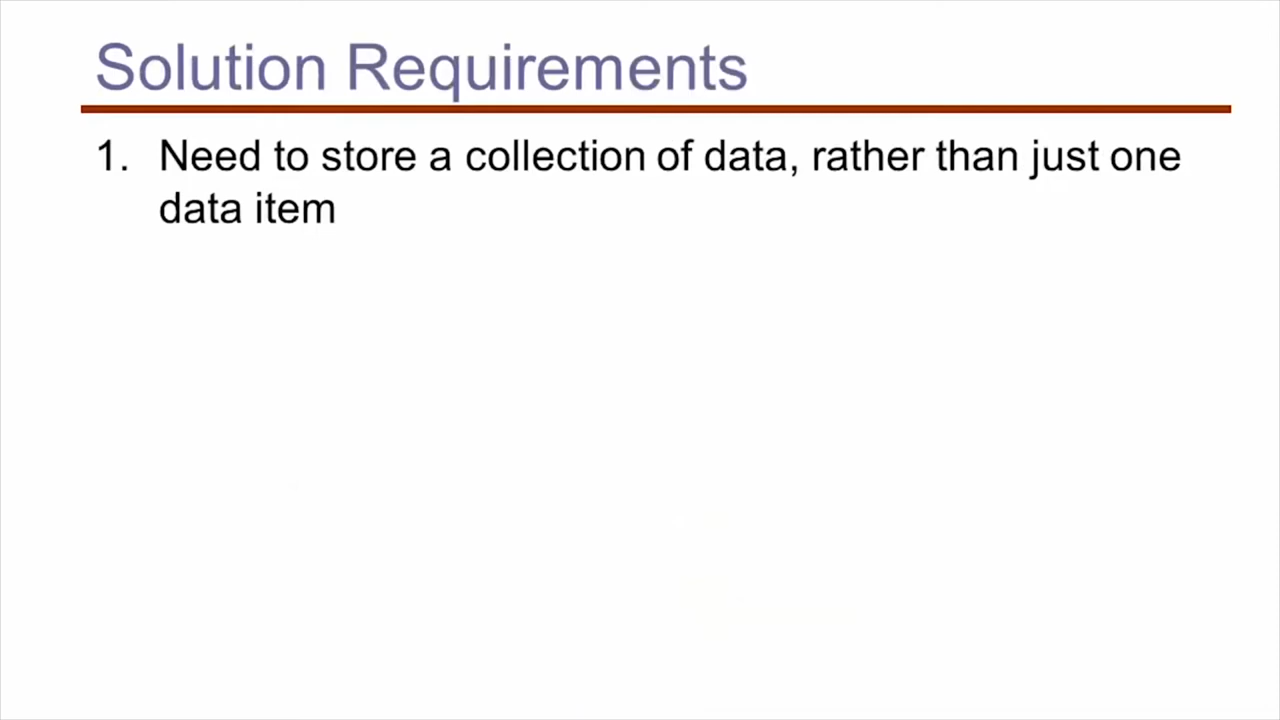 Solution Requirements
1. Need to store a collection of data, rather than just one
data item